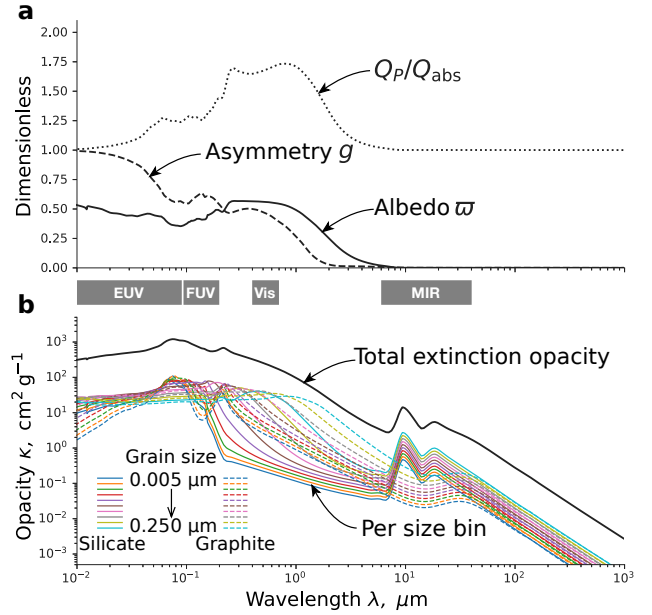 a
2.00
1.75
1.50
1.25
1.00
0.75
0.50
0.25
0.00
Dimensionless
Q_P/Q_abs
Asymmetry g
Albedo ϖ
EUV
FUV
Vis
MIR
b
10³
10²
10¹
10⁰
10⁻¹
10⁻²
10⁻³
Opacity κ, cm² g⁻¹
Total extinction opacity
Grain size
0.005 μm
0.250 μm
Silicate
Graphite
Per size bin
10⁻² 10⁻¹ 10⁰ 10¹ 10² 10³
Wavelength λ, μm